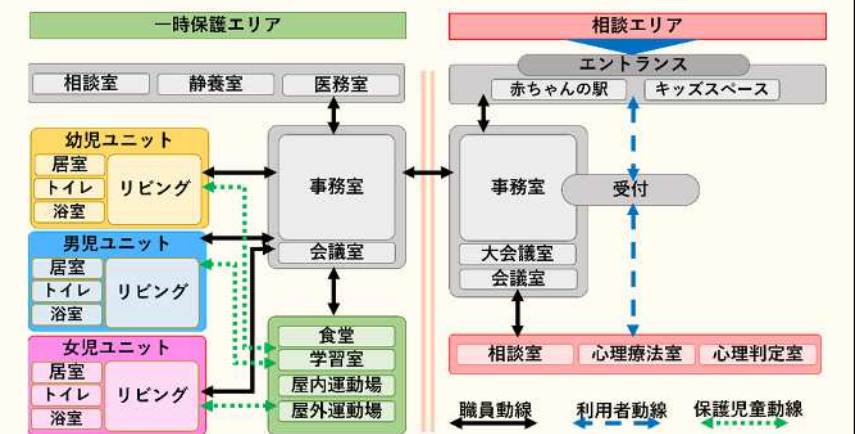 一時保護エリア
相談室
静養室
医務室
幼児ユニット
居室
トイレ
浴室
リビング
男児ユニット
居室
トイレ
浴室
リビング
女児ユニット
居室
トイレ
浴室
リビング
事務室
会議室
食堂
学習室
屋内運動場
屋外運動場
相談エリア
エントランス
赤ちゃんの駅
キッズスペース
事務室
受付
大会議室
会議室
相談室
心理療法室
心理判定室
職員動線
利用者動線
保護児童動線